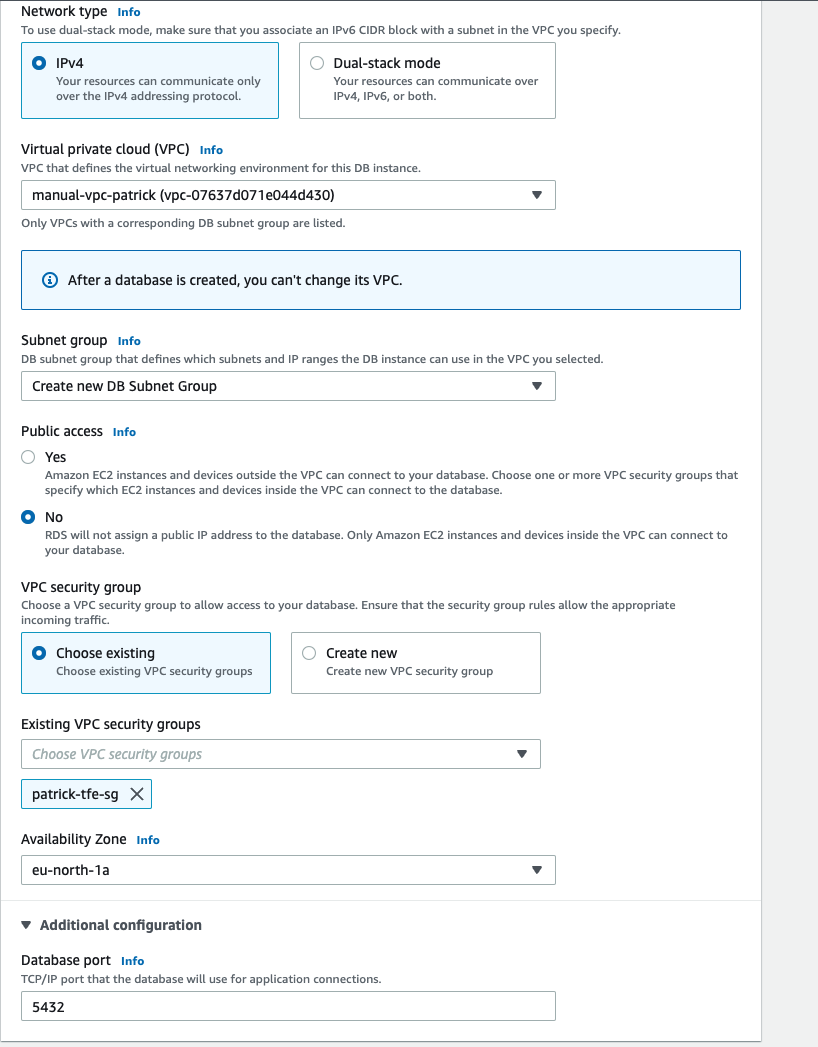 Network type Info
To use dual-stack mode, make sure that you associate an IPv6 CIDR block with a subnet in the VPC you specify.
IPv4
Your resources can communicate only
over the IPv4 addressing protocol.
Dual-stack mode
Your resources can communicate over
IPv4, IPv6, or both.
Virtual private cloud (VPC) Info
VPC that defines the virtual networking environment for this DB instance.
manual-vpc-patrick (vpc-07637d071e044d430)
Only VPCs with a corresponding DB subnet group are listed.
After a database is created, you can't change its VPC.
Subnet group Info
DB subnet group that defines which subnets and IP ranges the DB instance can use in the VPC you selected.
Create new DB Subnet Group
Public access Info
Yes
Amazon EC2 instances and devices outside the VPC can connect to your database. Choose one or more VPC security groups that
specify which EC2 instances and devices inside the VPC can connect to the database.
No
RDS will not assign a public IP address to the database. Only Amazon EC2 instances and devices inside the VPC can connect to
your database.
VPC security group
Choose a VPC security group to allow access to your database. Ensure that the security group rules allow the appropriate
incoming traffic.
Choose existing
Choose existing VPC security groups
Create new
Create new VPC security group
Existing VPC security groups
Choose VPC security groups
patrick-tfe-sg
Availability Zone Info
eu-north-1a
Additional configuration
Database port Info
TCP/IP port that the database will use for application connections.
5432